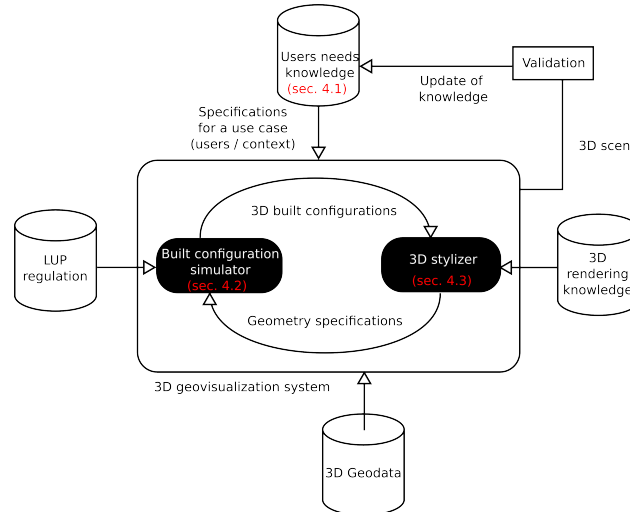 Users needs
knowledge
(sec. 4.1)
Validation
Update of
knowledge
Specifications
for a use case
(users / context)
3D scen
3D built configurations
LUP
regulation
Built configuration
simulator
(sec. 4.2)
3D stylizer
(sec. 4.3)
3D
rendering
knowledge
Geometry specifications
3D geovisualization system
3D Geodata